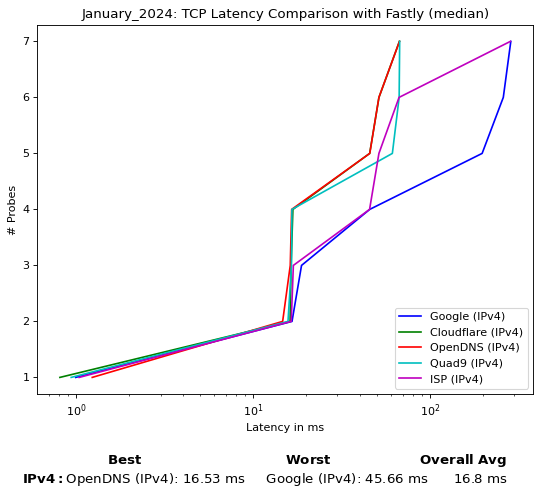 January_2024: TCP Latency Comparison with Fastly (median)
7
6
5
4
3
2
1
# Probes
Google (IPv4)
Cloudflare (IPv4)
OpenDNS (IPv4)
Quad9 (IPv4)
ISP (IPv4)
10⁰ 10¹ 10²
Latency in ms
Best Worst Overall Avg
IPv4: OpenDNS (IPv4): 16.53 ms Google (IPv4): 45.66 ms 16.8 ms